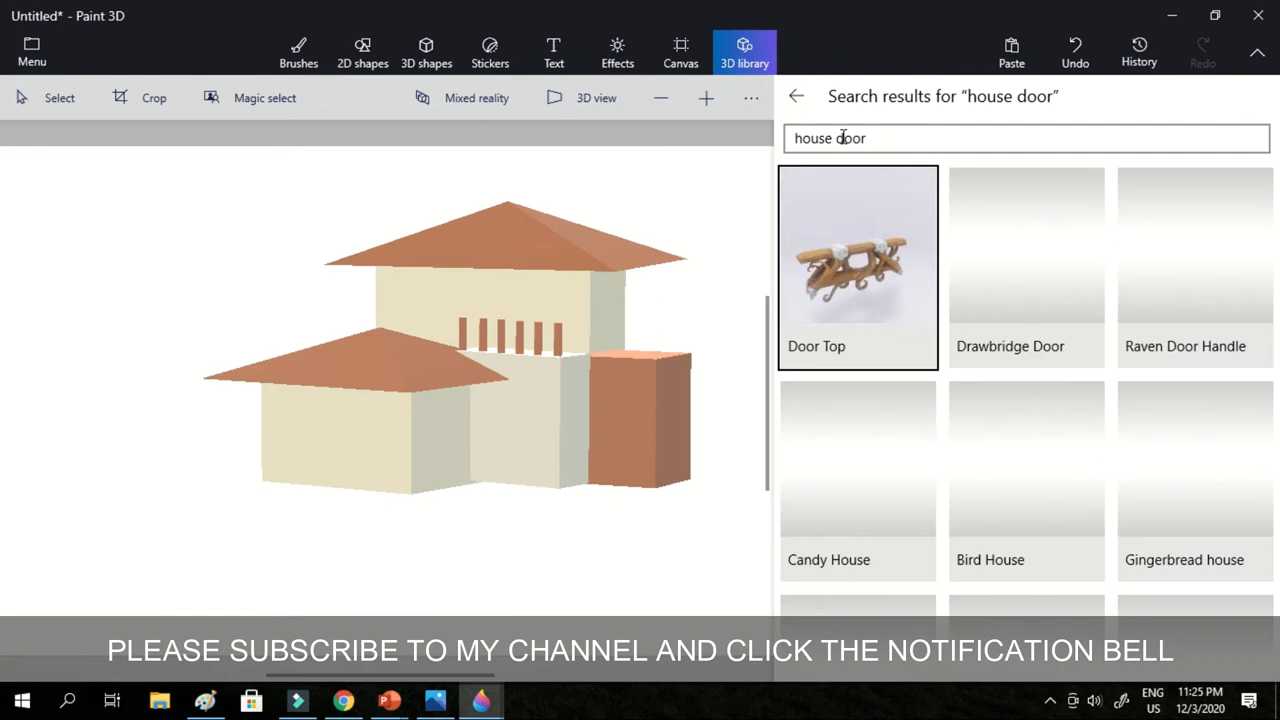 Untitled* - Paint 3D
Menu
Brushes
2D shapes
3D shapes
Stickers
Text
Effects
Canvas
3D library
Paste
Undo
History
Redo
Select
Crop
Magic select
Mixed reality
3D view
Search results for “house door”
house door
Door Top
Drawbridge Door
Raven Door Handle
Candy House
Bird House
Gingerbread house
PLEASE SUBSCRIBE TO MY CHANNEL AND CLICK THE NOTIFICATION BELL
ENG
US
11:25 PM
12/3/2020